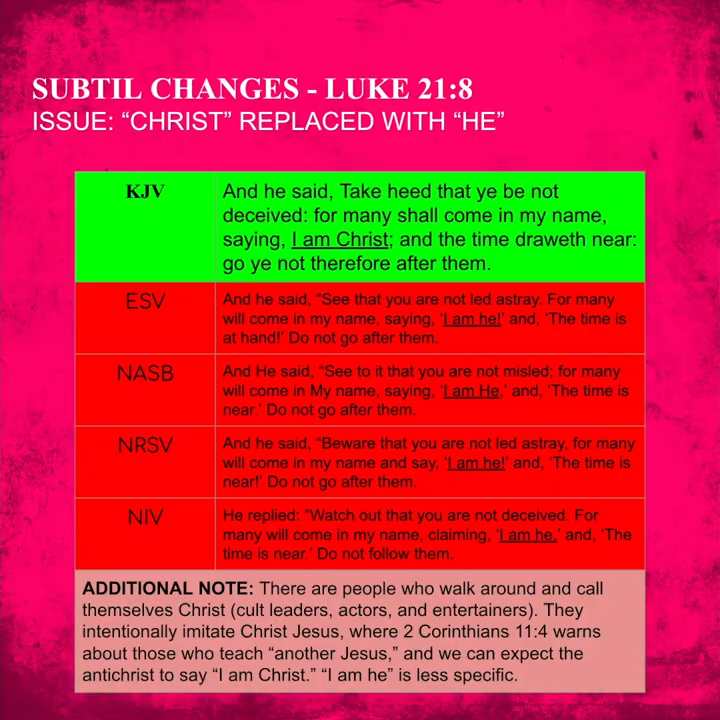 SUBTIL CHANGES - LUKE 21:8
ISSUE: “CHRIST” REPLACED WITH “HE”
KJV
And he said, Take heed that ye be not
deceived: for many shall come in my name,
saying, I am Christ; and the time draweth near:
go ye not therefore after them.
ESV
And he said, “See that you are not led astray. For many
will come in my name, saying, ‘I am he!’ and, ‘The time is
at hand!’ Do not go after them.
NASB
And He said, “See to it that you are not misled; for many
will come in My name, saying, ‘I am He,’ and, ‘The time is
near.’ Do not go after them.
NRSV
And he said, “Beware that you are not led astray, for many
will come in my name and say, ‘I am he!’ and, ‘The time is
near!’ Do not go after them.
NIV
He replied: “Watch out that you are not deceived. For
many will come in my name, claiming, ‘I am he,’ and, ‘The
time is near.’ Do not follow them.
ADDITIONAL NOTE: There are people who walk around and call
themselves Christ (cult leaders, actors, and entertainers). They
intentionally imitate Christ Jesus, where 2 Corinthians 11:4 warns
about those who teach “another Jesus,” and we can expect the
antichrist to say “I am Christ.” “I am he” is less specific.